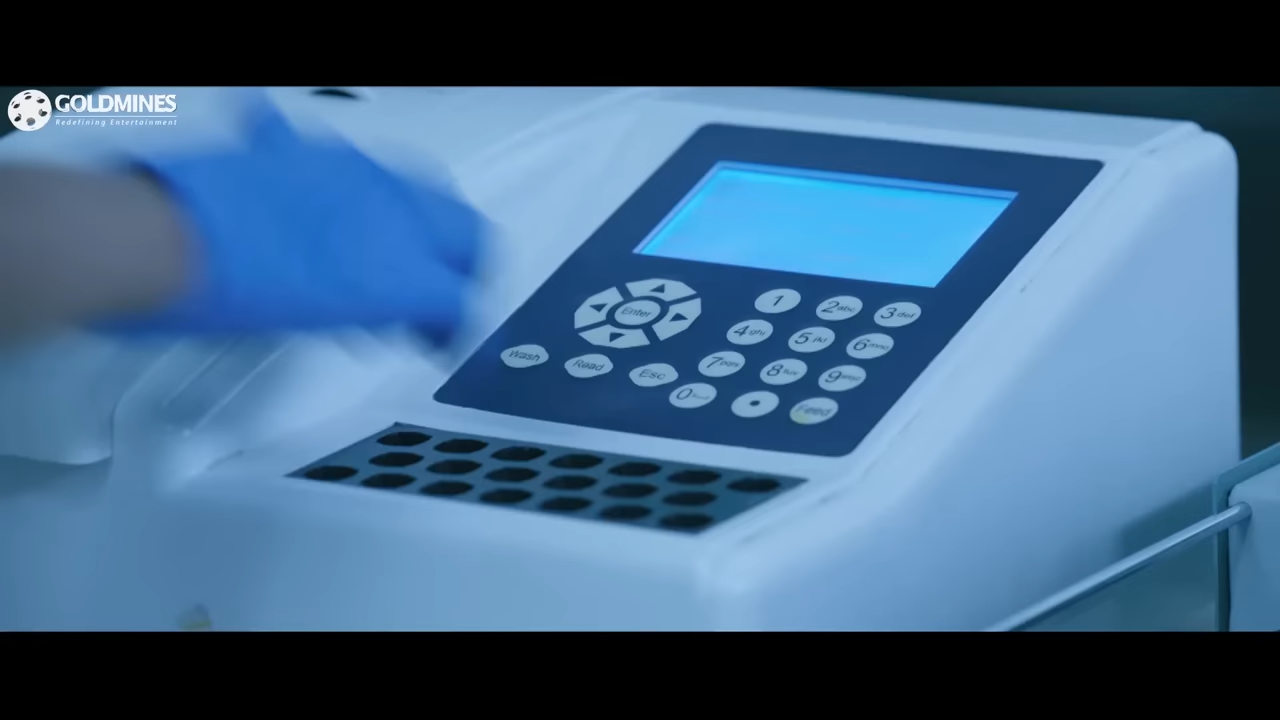 GOLDMINES
Redefining Entertainment
Enter
1 2abc 3def
4ghi 5jkl 6mno
Wash Read Esc 7pqrs 8tuv 9wxyz
0 . Feed